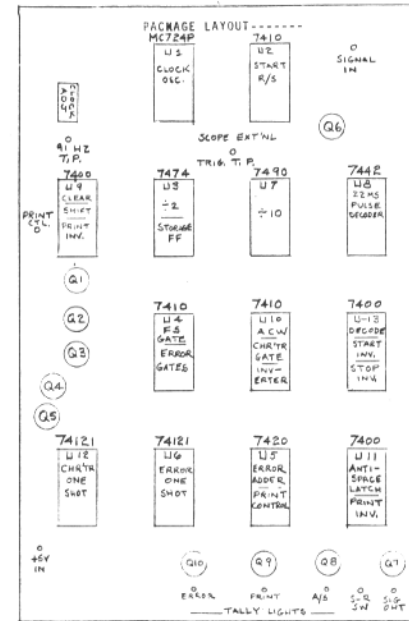 PACKAGE LAYOUT-------
MC724P
7410
U1
CLOCK
OSC.
U2
START
R/S
SIGNAL
IN
CLOCK
ADJ
Q6
91 HZ
T.P.
SCOPE EXT'NL
TRIG. T.P.
7400
7474
7490
7442
U9
CLEAR
SHIFT
PRINT
INV.
U3
÷2
STORAGE
FF
U7
÷10
U8
22 MS
PULSE
DECODER
PRINT
CTL.
Q1
Q2
Q3
Q4
Q5
7410
7410
7400
U4
FS
GATE
ERROR
GATES
U10
ACW
CHR'TR
GATE
INV-
ERTER
U-13
DECODE
START
INV.
STOP
INV.
74121
74121
7420
7400
U12
CHR'TR
ONE
SHOT
U6
ERROR
ONE
SHOT
U5
ERROR
ADDER
PRINT
CONTROL
U11
ANTI-
SPACE
LATCH
PRINT
INV.
+5V
IN
Q10
Q9
Q8
Q7
ERROR
PRINT
A/S
S-R
SW
SIG
OUT
TALLY LIGHTS